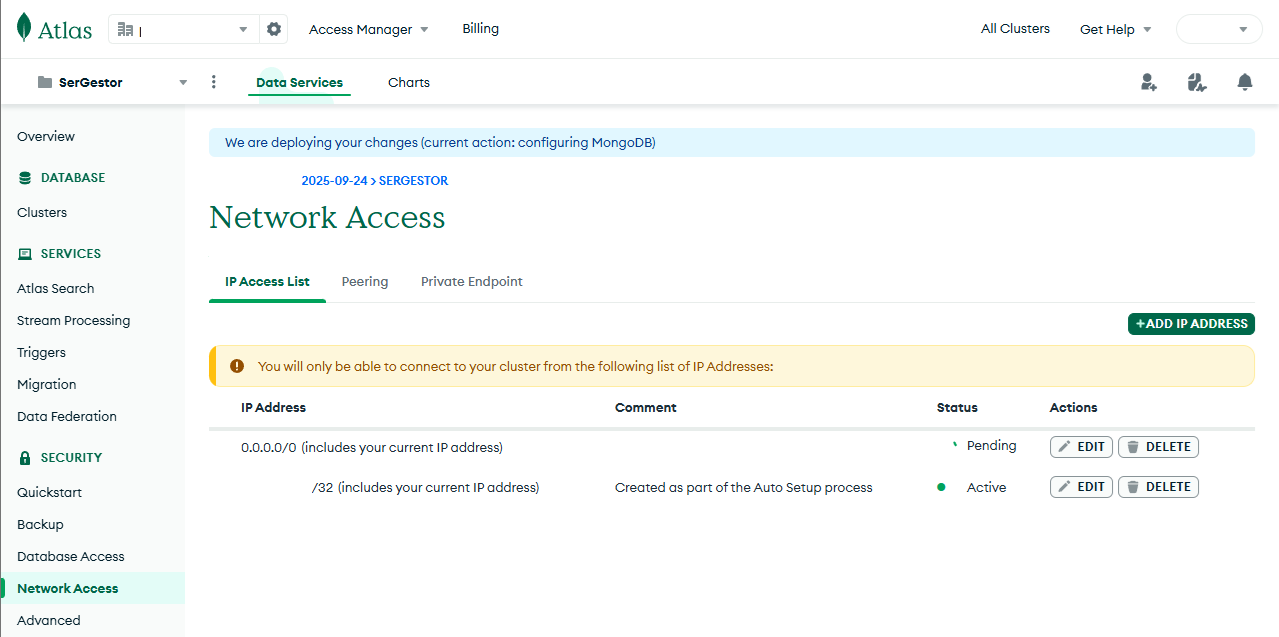 Atlas
Access Manager
Billing
All Clusters
Get Help
SerGestor
Data Services
Charts
Overview
DATABASE
Clusters
SERVICES
Atlas Search
Stream Processing
Triggers
Migration
Data Federation
SECURITY
Quickstart
Backup
Database Access
Network Access
Advanced
We are deploying your changes (current action: configuring MongoDB)
2025-09-24 > SERGESTOR
Network Access
IP Access List
Peering
Private Endpoint
+ADD IP ADDRESS
You will only be able to connect to your cluster from the following list of IP Addresses:
IP Address Comment Status Actions
0.0.0.0/0 (includes your current IP address) Pending EDIT DELETE
/32 (includes your current IP address) Created as part of the Auto Setup process Active EDIT DELETE